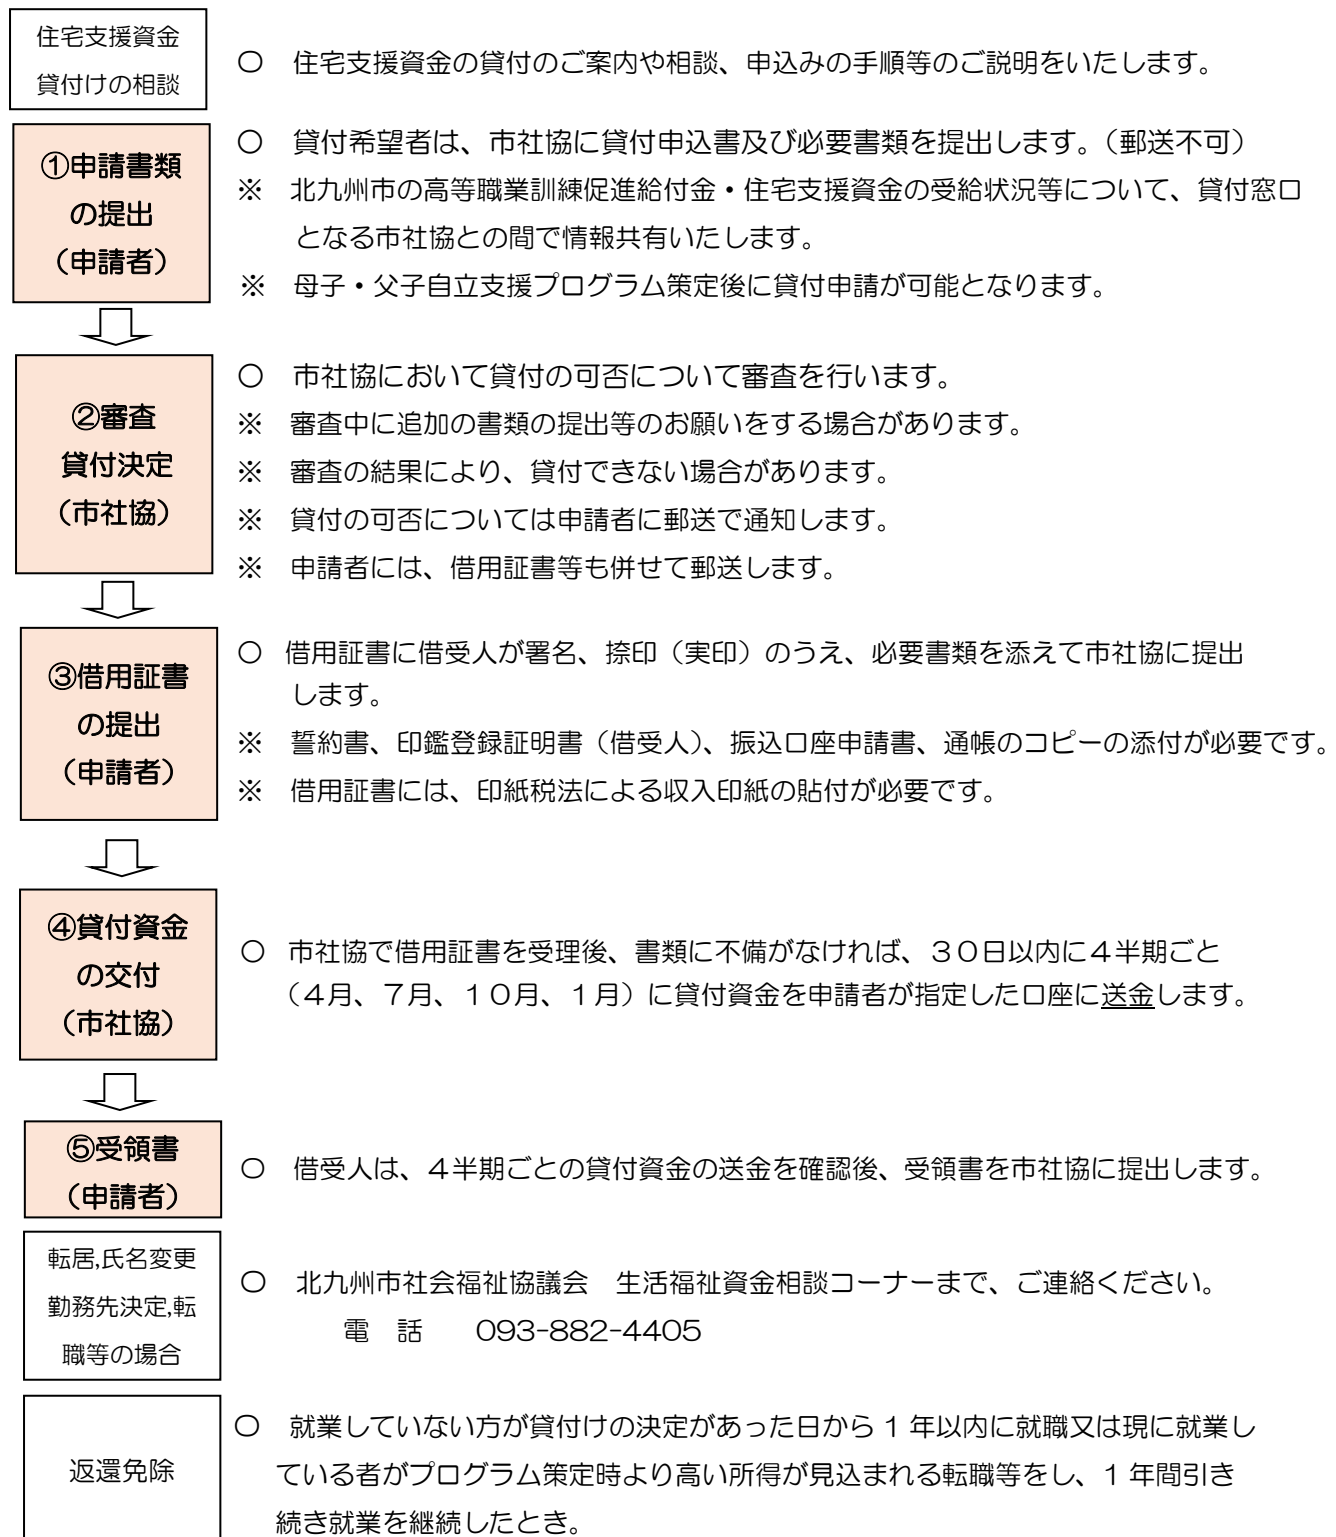 住宅支援資金
貸付けの相談
〇　住宅支援資金の貸付のご案内や相談、申込みの手順等のご説明をいたします。
①申請書類
の提出
（申請者）
〇　貸付希望者は、市社協に貸付申込書及び必要書類を提出します。（郵送不可）
※　北九州市の高等職業訓練促進給付金・住宅支援資金の受給状況等について、貸付窓口
となる市社協との間で情報共有いたします。
※　母子・父子自立支援プログラム策定後に貸付申請が可能となります。
②審査
貸付決定
（市社協）
〇　市社協において貸付の可否について審査を行います。
※　審査中に追加の書類の提出等のお願いをする場合があります。
※　審査の結果により、貸付できない場合があります。
※　貸付の可否については申請者に郵送で通知します。
※　申請者には、借用証書等も併せて郵送します。
③借用証書
の提出
（申請者）
〇　借用証書に借受人が署名、捺印（実印）のうえ、必要書類を添えて市社協に提出
します。
※　誓約書、印鑑登録証明書（借受人）、振込口座申請書、通帳のコピーの添付が必要です。
※　借用証書には、印紙税法による収入印紙の貼付が必要です。
④貸付資金
の交付
（市社協）
〇　市社協で借用証書を受理後、書類に不備がなければ、３０日以内に４半期ごと
（４月、７月、１０月、１月）に貸付資金を申請者が指定した口座に送金します。
⑤受領書
（申請者）
〇　借受人は、４半期ごとの貸付資金の送金を確認後、受領書を市社協に提出します。
転居,氏名変更
勤務先決定,転
職等の場合
〇　北九州市社会福祉協議会　生活福祉資金相談コーナーまで、ご連絡ください。
電　話　　093-882-4405
返還免除
〇　就業していない方が貸付けの決定があった日から 1 年以内に就職又は現に就業し
ている者がプログラム策定時より高い所得が見込まれる転職等をし、1 年間引き
続き就業を継続したとき。